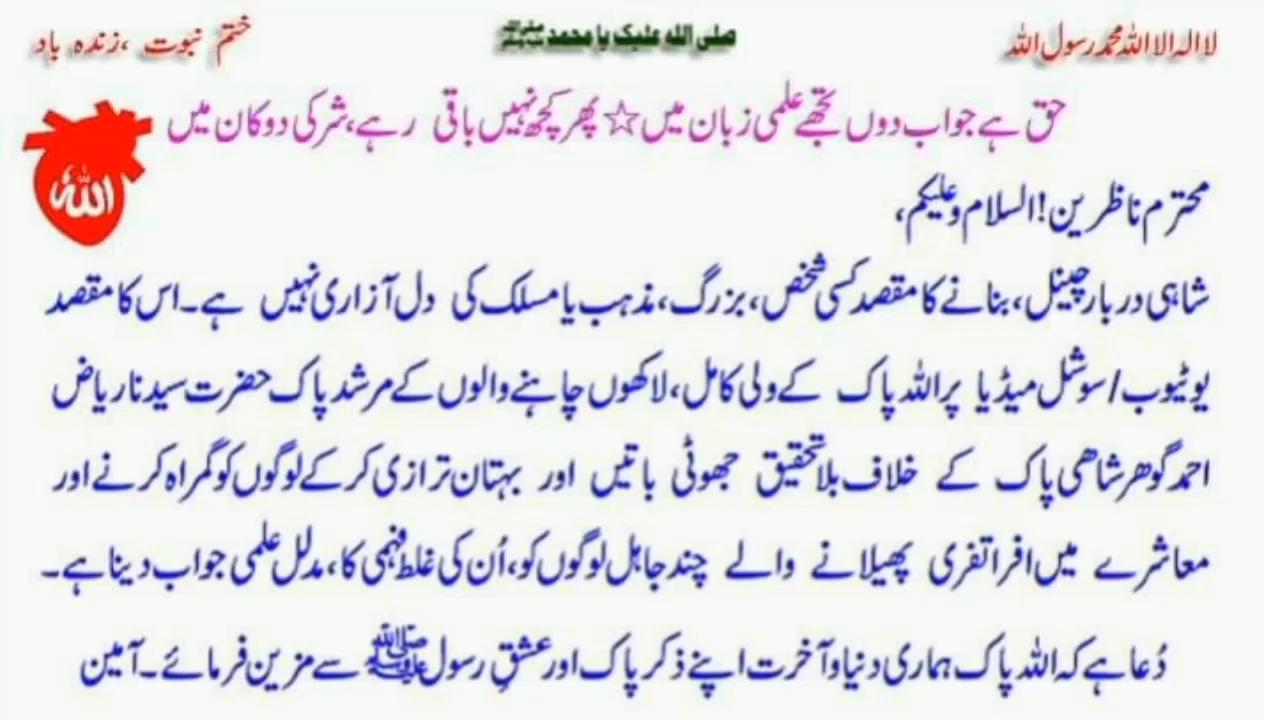 لا الہ الا اللہ محمد رسول اللہ
صلی اللہ علیک یا محمد ﷺ
ختم نبوت ،زندہ باد
حق ہے جواب دوں تجھے علمی زبان میں☆پھر کچھ نہیں باقی رہے،شر کی دوکان میں
اللہ
محترم ناظرین!السلام وعلیکم،
شاہی دربار چینل، بنانے کا مقصد کسی شخص، بزرگ، مذہب یا مسلک کی دل آزاری نہیں ہے۔اس کا مقصد
یوٹیوب/سوشل میڈیا پر اللہ پاک کے ولی کامل، لاکھوں چاہنے والوں کے مرشد پاک حضرت سیدنا ریاض
احمد گوھر شاھی پاک کے خلاف بلا تحقیق جھوٹی باتیں اور بہتان ترازی کر کے لوگوں کو گمراہ کرنے اور
معاشرے میں افراتفری پھیلانے والے چند جاہل لوگوں کو، اُن کی غلط فہمی کا، مدلل علمی جواب دینا ہے۔
دُعا ہے کہ اللہ پاک ہماری دنیا و آخرت اپنے ذکر پاک اور عشقِ رسول ﷺ سے مزین فرمائے۔آمین